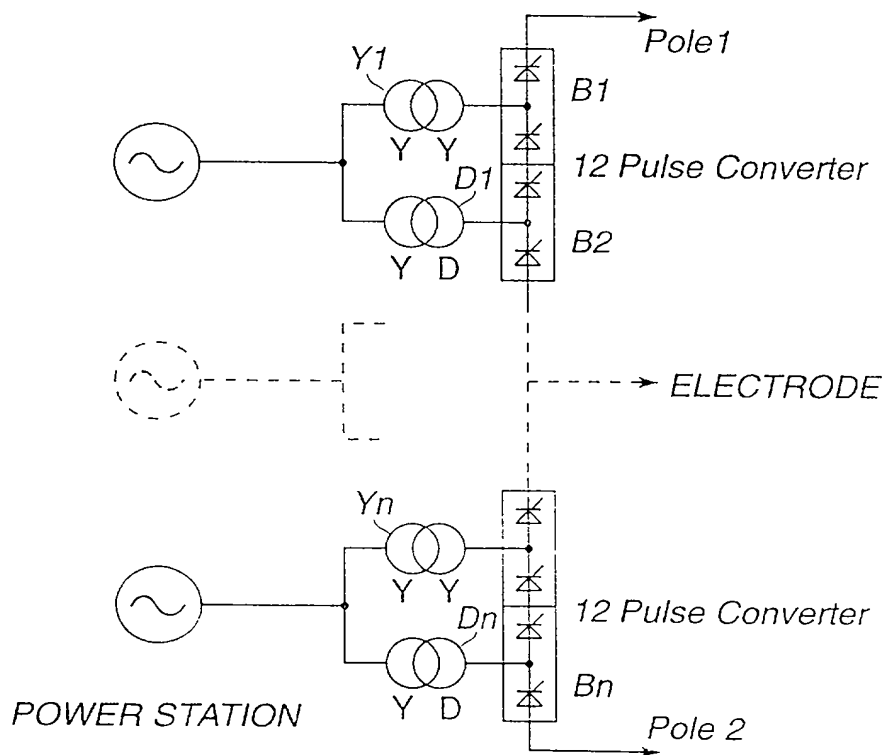 Pole1
Y1
B1
Y Y
12 Pulse Converter
D1
B2
Y D
ELECTRODE
Yn
Y Y
12 Pulse Converter
Dn
Bn
Y D
POWER STATION
Pole 2